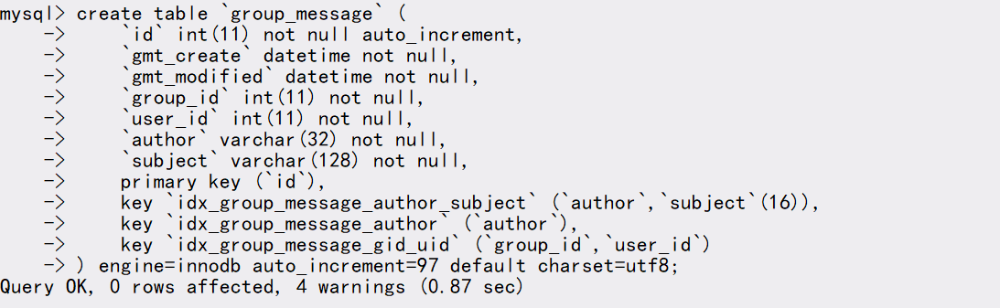 mysql> create table `group_message` (
    ->     `id` int(11) not null auto_increment,
    ->     `gmt_create` datetime not null,
    ->     `gmt_modified` datetime not null,
    ->     `group_id` int(11) not null,
    ->     `user_id` int(11) not null,
    ->     `author` varchar(32) not null,
    ->     `subject` varchar(128) not null,
    ->     primary key (`id`),
    ->     key `idx_group_message_author_subject` (`author`,`subject`(16)),
    ->     key `idx_group_message_author` (`author`),
    ->     key `idx_group_message_gid_uid` (`group_id`,`user_id`)
    -> ) engine=innodb auto_increment=97 default charset=utf8;
Query OK, 0 rows affected, 4 warnings (0.87 sec)